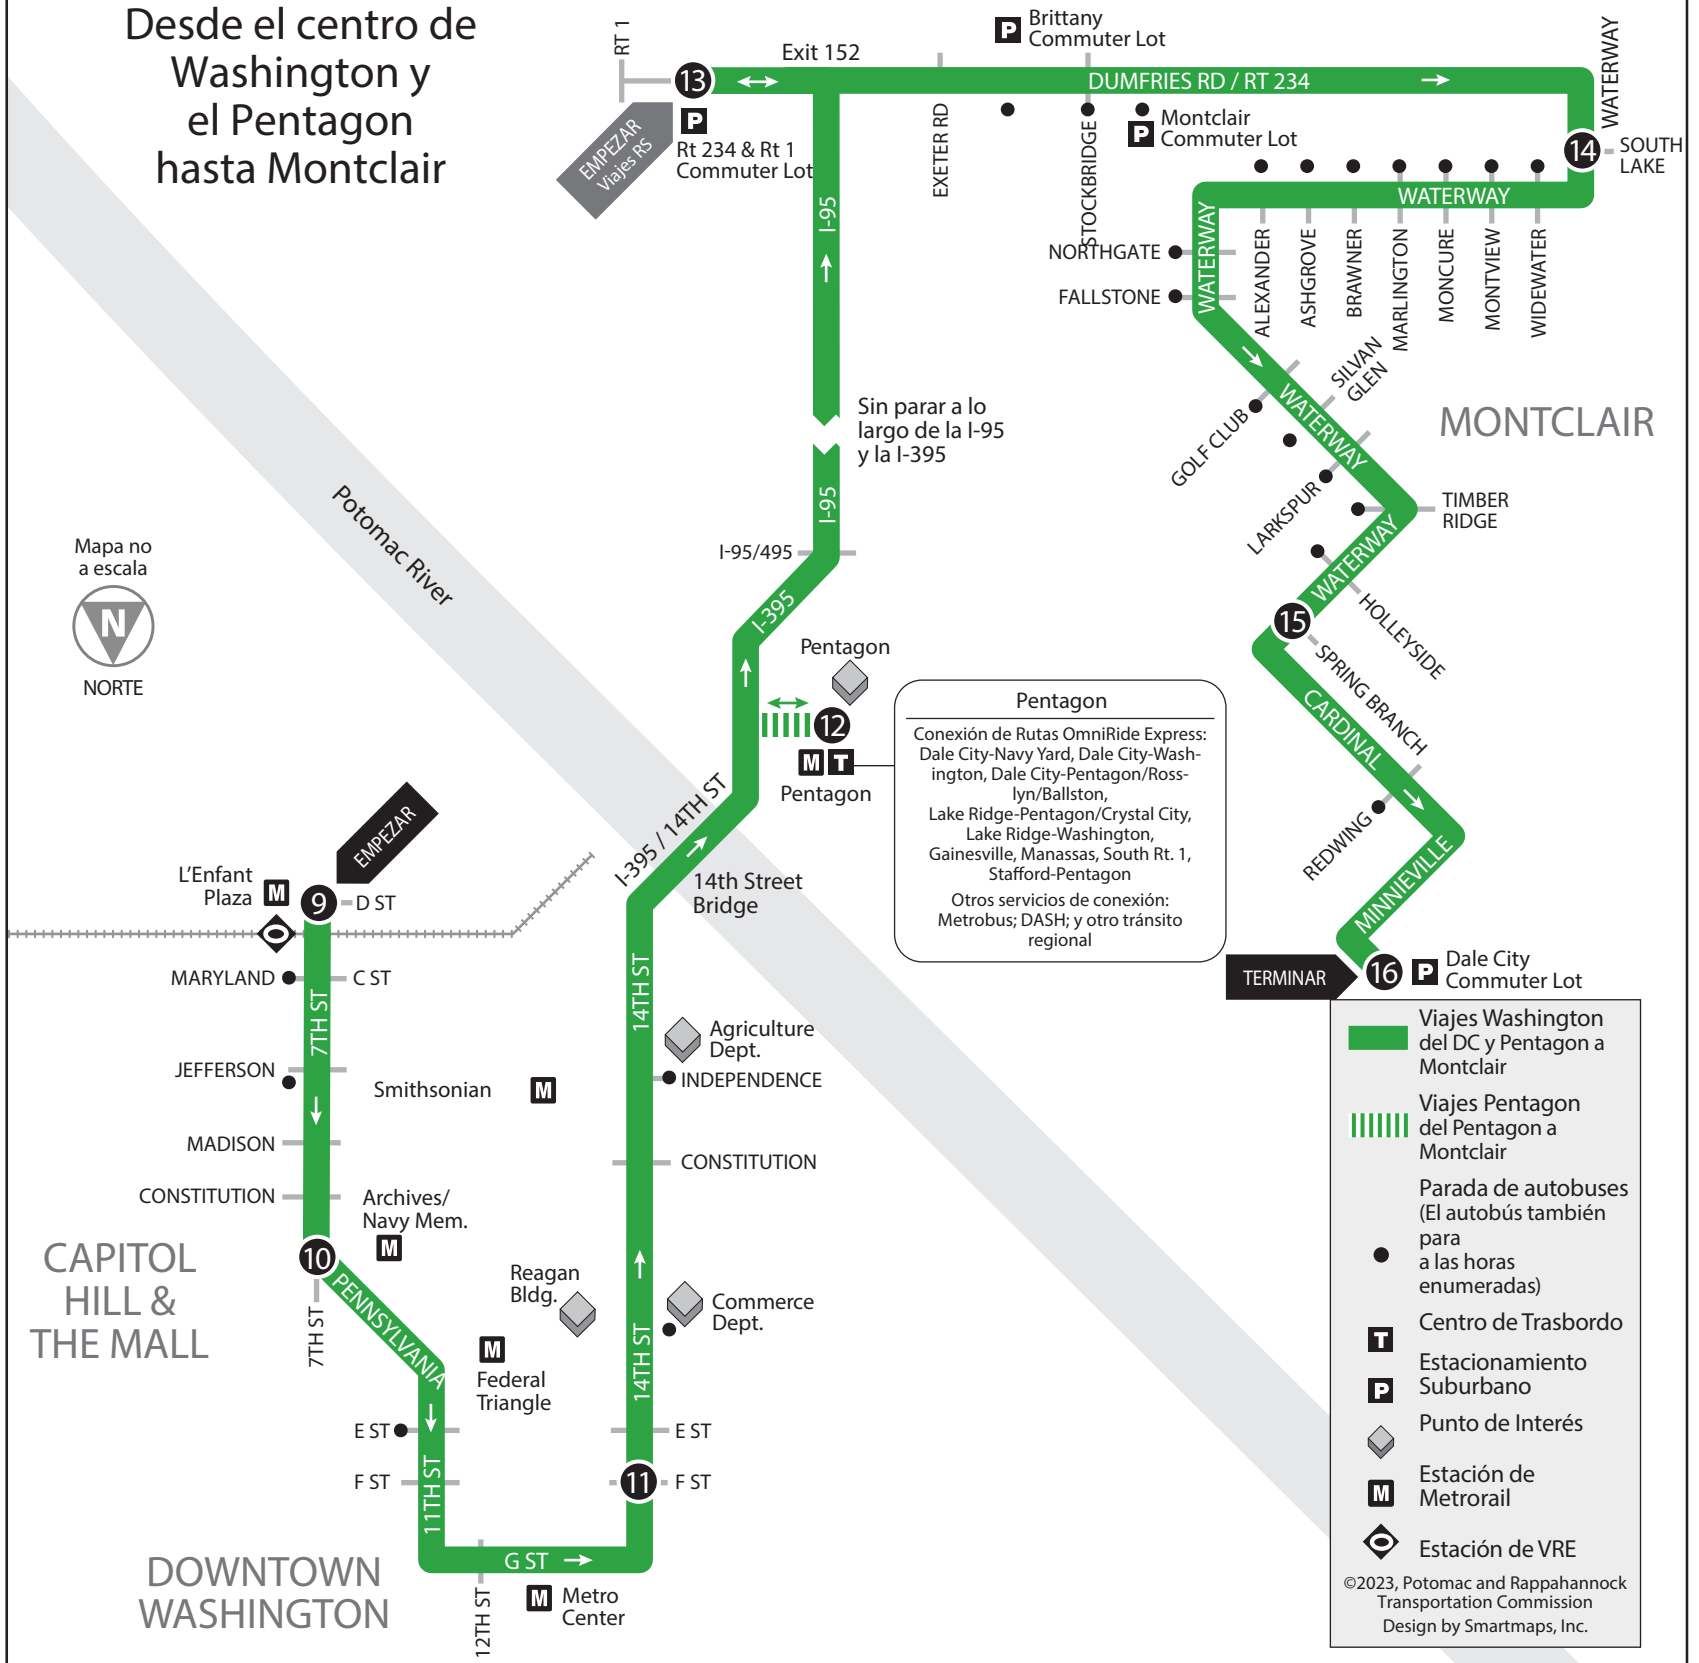 Desde el centro de
Washington y
el Pentagon
hasta Montclair
RT 1
Exit 152
Brittany
Commuter Lot
13
DUMFRIES RD / RT 234
WATERWAY
EMPEZAR
Viajes RS
Rt 234 & Rt 1
Commuter Lot
P
P
EXETER RD
STOCKBRIDGE
P
Montclair
Commuter Lot
14
SOUTH
LAKE
I-95
WATERWAY
WATERWAY
NORTHGATE
FALLSTONE
ALEXANDER
ASHGROVE
BRAWNER
MARLINGTON
MONCURE
MONTVIEW
WIDEWATER
SILVAN
GLEN
WATERWAY
GOLF CLUB
MONTCLAIR
Sin parar a lo
largo de la I-95
y la I-395
LARKSPUR
TIMBER
RIDGE
I-95
I-95/495
WATERWAY
HOLLEYSIDE
15
SPRING BRANCH
Potomac River
Mapa no
a escala
N
NORTE
I-395
Pentagon
12
M T
Pentagon
Pentagon
Conexión de Rutas OmniRide Express:
Dale City-Navy Yard, Dale City-Wash-
ington, Dale City-Pentagon/Ross-
lyn/Ballston,
Lake Ridge-Pentagon/Crystal City,
Lake Ridge-Washington,
Gainesville, Manassas, South Rt. 1,
Stafford-Pentagon
Otros servicios de conexión:
Metrobus; DASH; y otro tránsito
regional
CARDINAL
REDWING
MINNIEVILLE
TERMINAR
16
P
Dale City
Commuter Lot
EMPEZAR
L'Enfant
Plaza
M
9
D ST
I-395 / 14TH ST
14th Street
Bridge
MARYLAND
C ST
7TH ST
14TH ST
JEFFERSON
Smithsonian
M
Agriculture
Dept.
INDEPENDENCE
MADISON
CONSTITUTION
CONSTITUTION
Archives/
Navy Mem.
M
10
CAPITOL
HILL &
THE MALL
7TH ST
PENNSYLVANIA
Reagan
Bldg.
Commerce
Dept.
M
Federal
Triangle
14TH ST
E ST
E ST
F ST
11
F ST
11TH ST
G ST
12TH ST
M
Metro
Center
DOWNTOWN
WASHINGTON
Viajes Washington
del DC y Pentagon a
Montclair
Viajes Pentagon
del Pentagon a
Montclair
Parada de autobuses
(El autobús también
para
a las horas
enumeradas)
Centro de Trasbordo
T
Estacionamiento
Suburbano
P
Punto de Interés
Estación de
Metrorail
M
Estación de VRE
©2023, Potomac and Rappahannock
Transportation Commission
Design by Smartmaps, Inc.